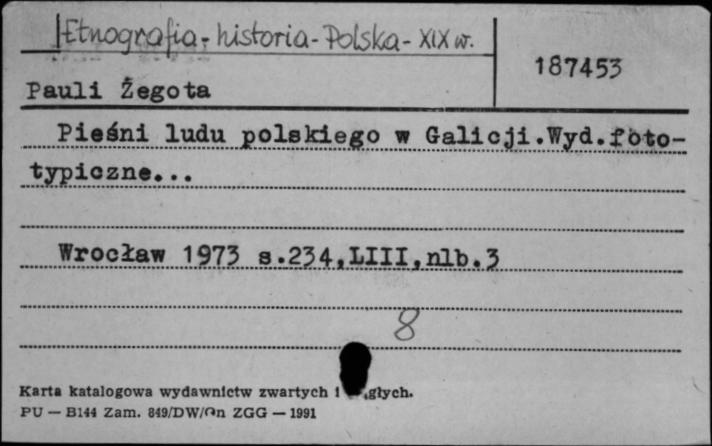 Etnografia - historia - Polska - XIX w.
187453
Pauli Żegota
Pieśni ludu polskiego w Galicji.Wyd.foto-
typiczne...
Wrocław 1973 s.234,LIII,nlb.3
8
Karta katalogowa wydawnictw zwartych i głych.
PU — B144 Zam. 849/DW/On ZGG — 1991